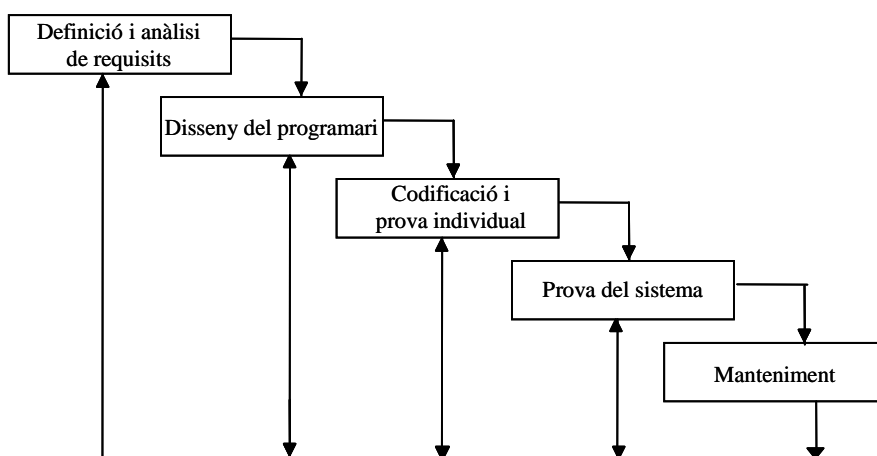 Definició i anàlisi
de requisits
Disseny del programari
Codificació i
prova individual
Prova del sistema
Manteniment